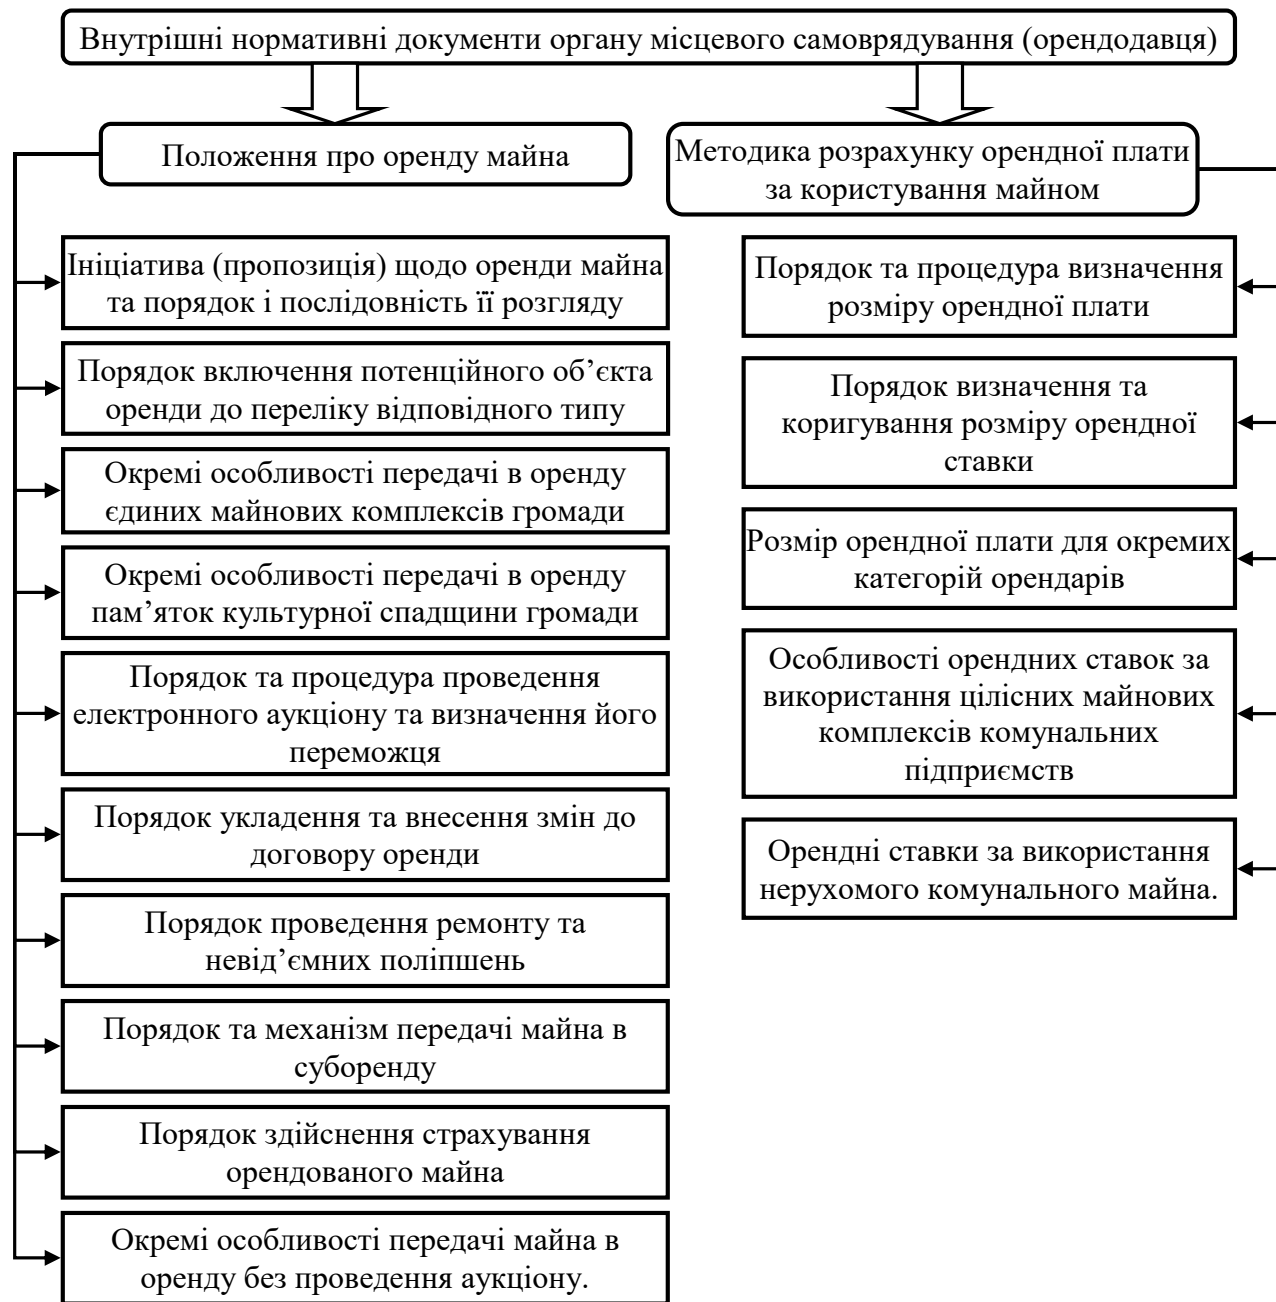 Внутрішні нормативні документи органу місцевого самоврядування (орендодавця)
Положення про оренду майна
Методика розрахунку орендної плати
за користування майном
Ініціатива (пропозиція) щодо оренди майна
та порядок і послідовність її розгляду
Порядок включення потенційного об’єкта
оренди до переліку відповідного типу
Окремі особливості передачі в оренду
єдиних майнових комплексів громади
Окремі особливості передачі в оренду
пам’яток культурної спадщини громади
Порядок та процедура проведення
електронного аукціону та визначення його
переможця
Порядок укладення та внесення змін до
договору оренди
Порядок проведення ремонту та
невід’ємних поліпшень
Порядок та механізм передачі майна в
суборенду
Порядок здійснення страхування
орендованого майна
Окремі особливості передачі майна в
оренду без проведення аукціону.
Порядок та процедура визначення
розміру орендної плати
Порядок визначення та
коригування розміру орендної
ставки
Розмір орендної плати для окремих
категорій орендарів
Особливості орендних ставок за
використання цілісних майнових
комплексів комунальних
підприємств
Орендні ставки за використання
нерухомого комунального майна.